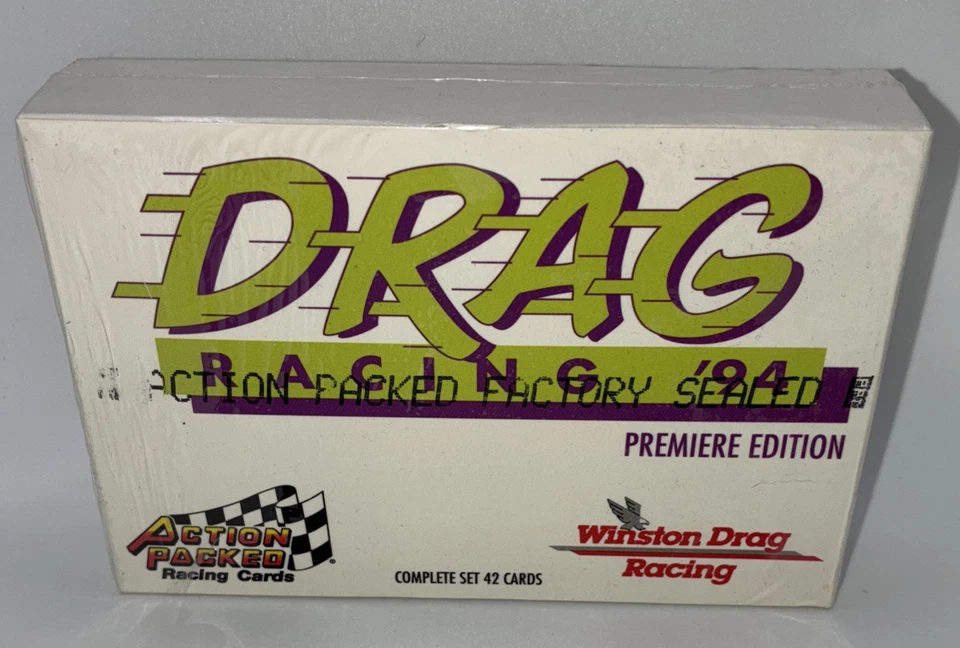 DRAG
RACING '94
ACTION PACKED FACTORY SEALED
PREMIERE EDITION
ACTION
PACKED
Racing Cards
COMPLETE SET 42 CARDS
Winston Drag
Racing